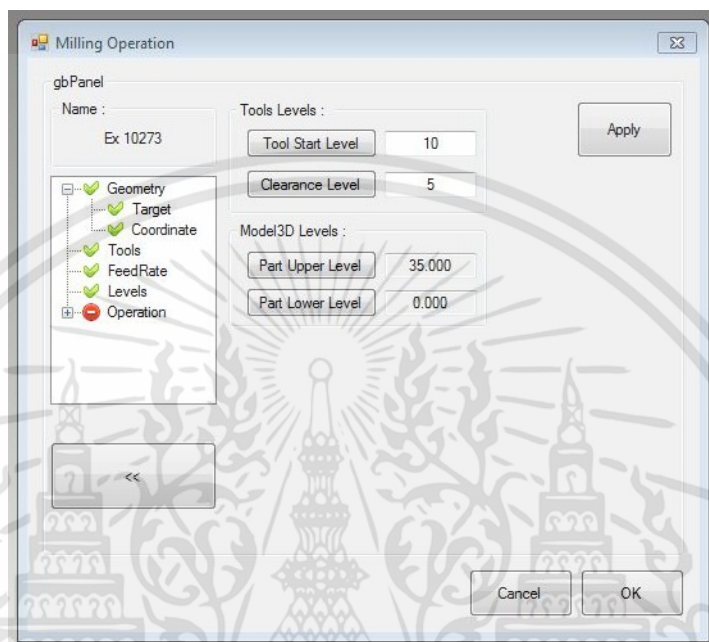 Milling Operation
gbPanel
Name :
Ex 10273
Geometry
Target
Coordinate
Tools
FeedRate
Levels
Operation
<<
Tools Levels :
Tool Start Level 10
Clearance Level 5
Model3D Levels :
Part Upper Level 35.000
Part Lower Level 0.000
Apply
Cancel OK